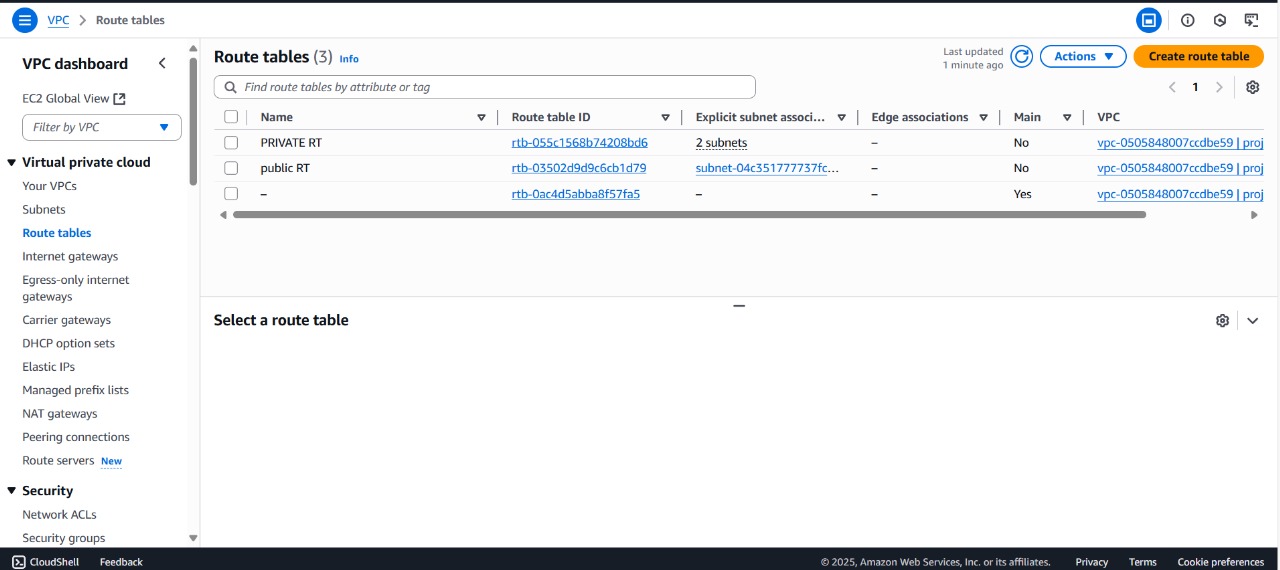 VPC
Route tables
VPC dashboard
EC2 Global View
Filter by VPC
Virtual private cloud
Your VPCs
Subnets
Route tables
Internet gateways
Egress-only internet
gateways
Carrier gateways
DHCP option sets
Elastic IPs
Managed prefix lists
NAT gateways
Peering connections
Route servers New
Security
Network ACLs
Security groups
Route tables (3) Info
Last updated
1 minute ago
Actions
Create route table
Find route tables by attribute or tag
1
Name Route table ID Explicit subnet associ... Edge associations Main VPC
PRIVATE RT rtb-055c1568b74208bd6 2 subnets – No vpc-0505848007ccdbe59 | proj
public RT rtb-03502d9d9c6cb1d79 subnet-04c351777737fc... – No vpc-0505848007ccdbe59 | proj
– rtb-0ac4d5abba8f57fa5 – – Yes vpc-0505848007ccdbe59 | proj
Select a route table
CloudShell Feedback © 2025, Amazon Web Services, Inc. or its affiliates. Privacy Terms Cookie preferences